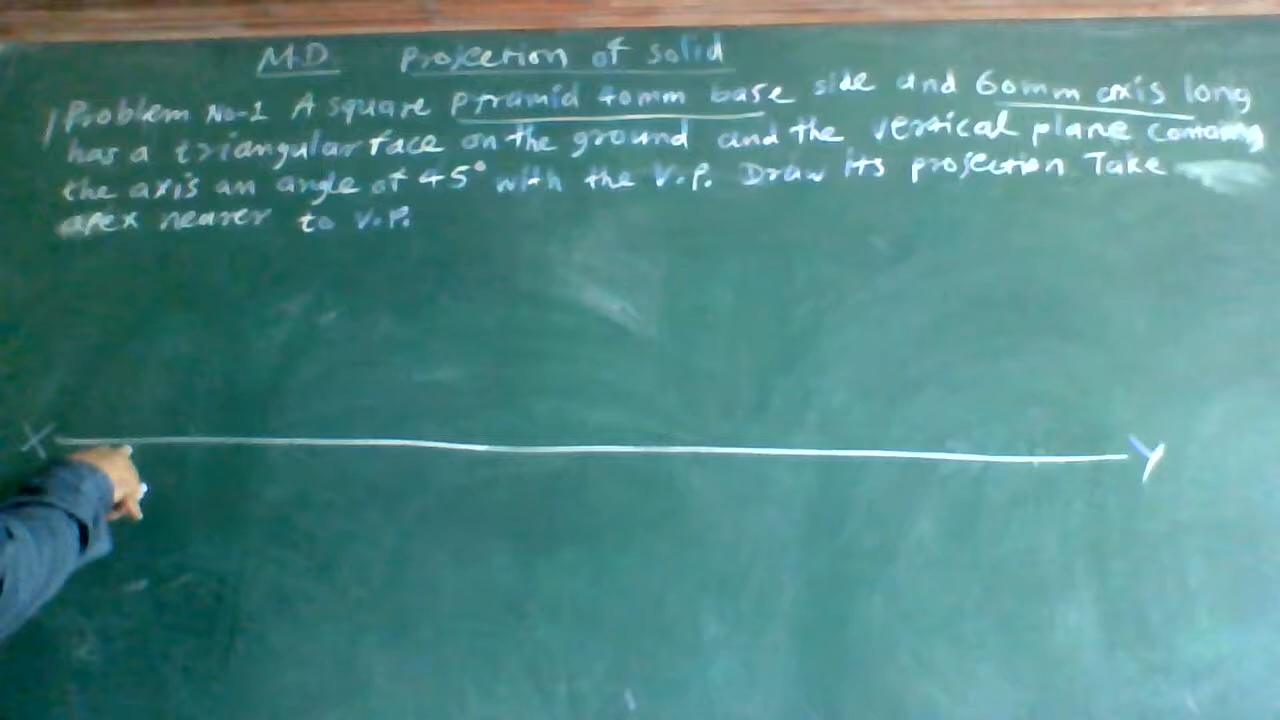 M.D. Projection of solid
Problem No-1 A square pyramid 40mm base side and 60mm axis long
has a triangular face on the ground and the vertical plane containing
the axis an angle of 45° with the V.P. Draw its projection Take
apex nearer to V.P.
X Y